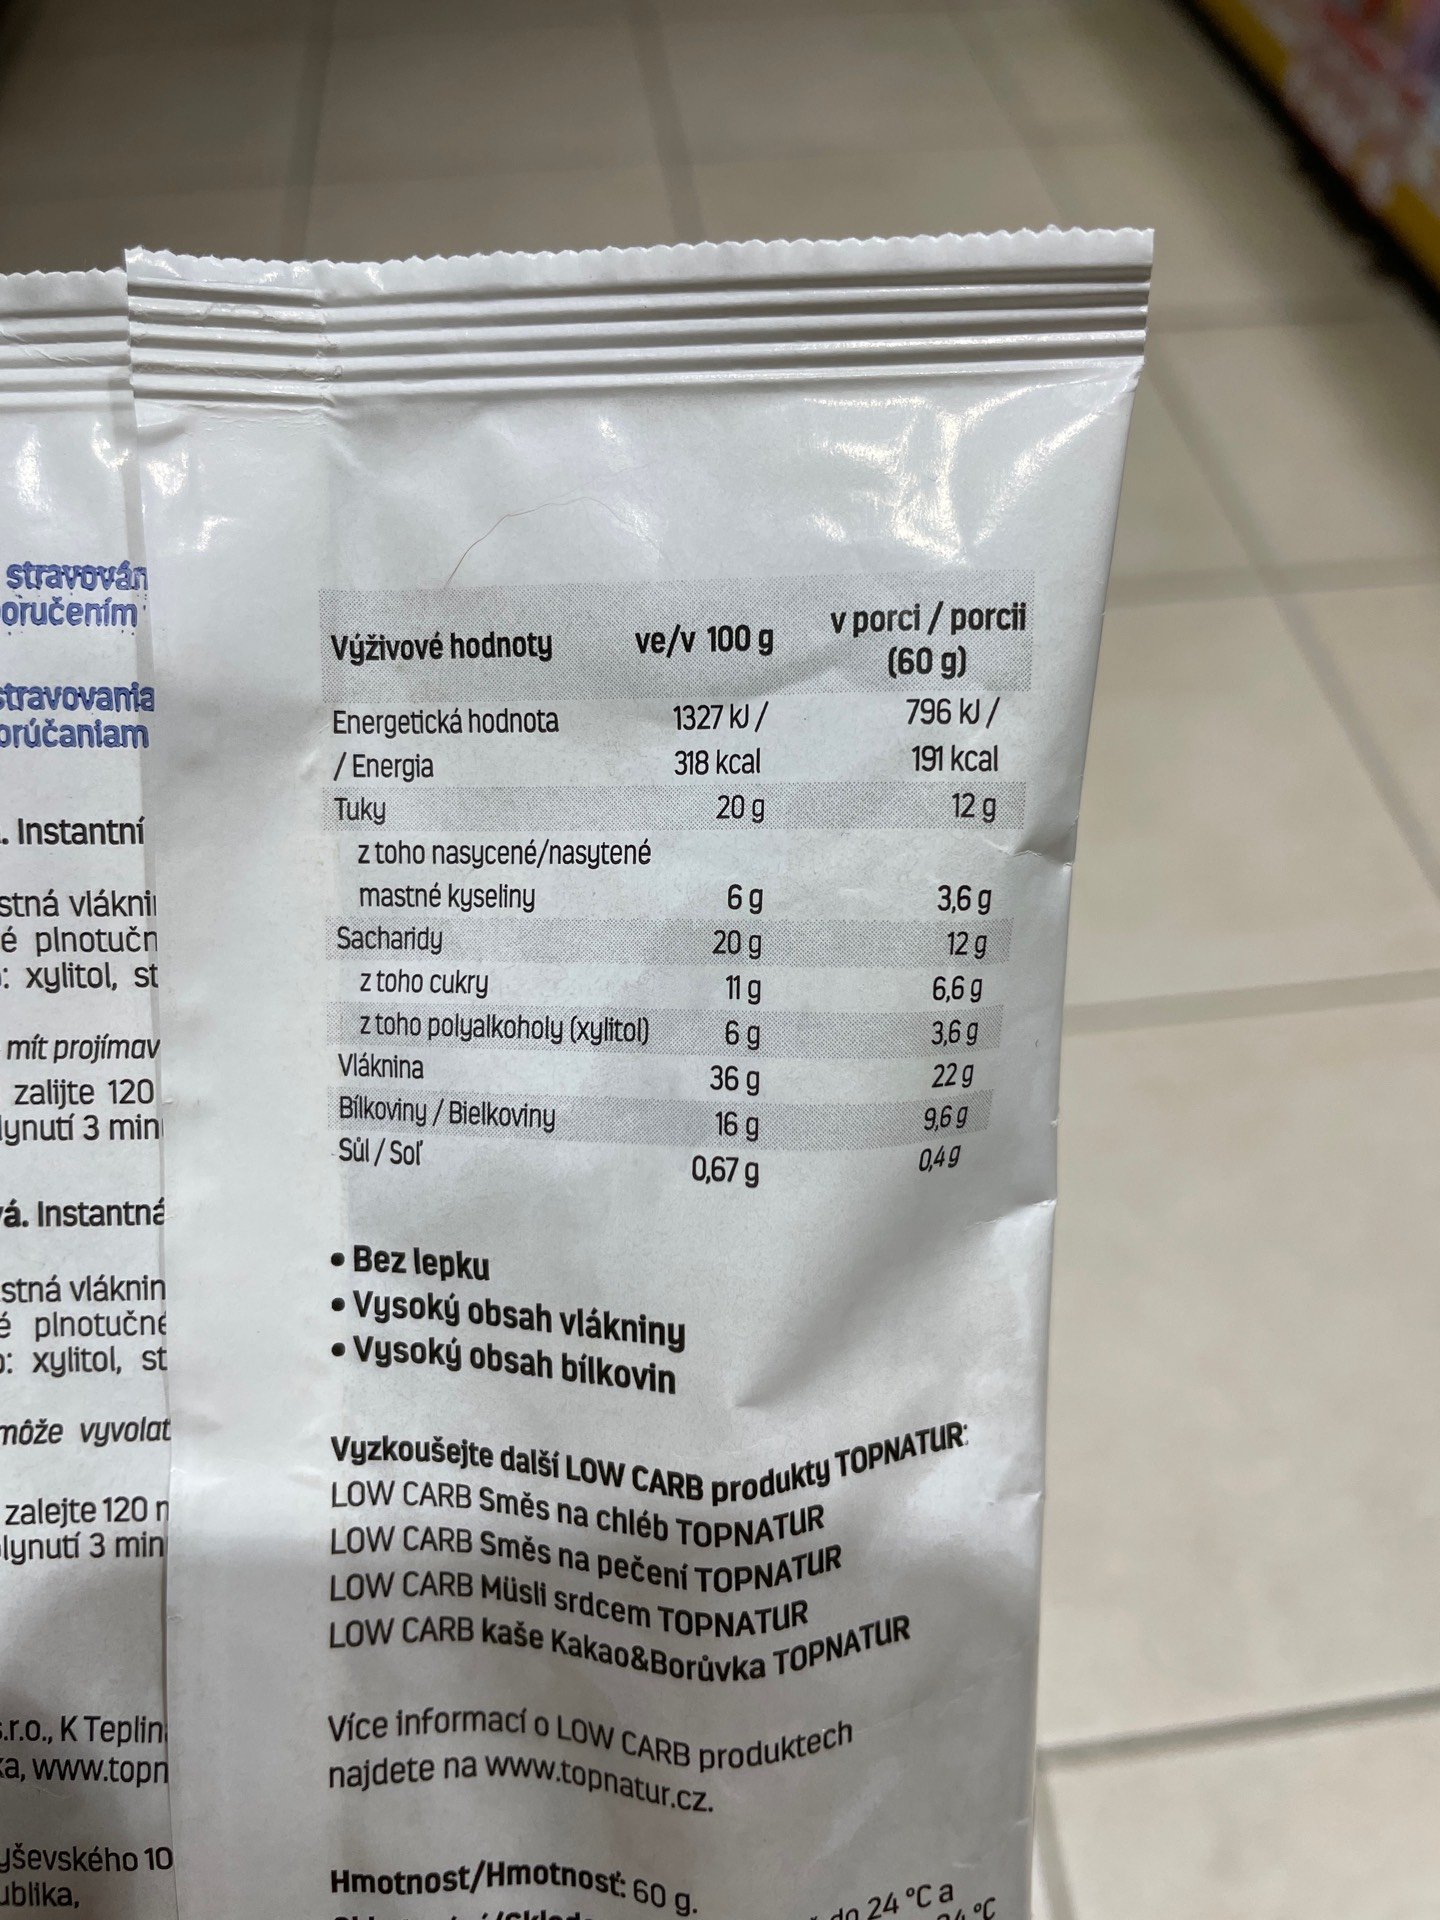 stravován
oručením
stravovania
orúčaniam
. Instantní
stná vlákni
é plnotučn
: xylitol, st
mít projímav
zalijte 120
lynutí 3 min
á. Instantná
stná vláknin
é plnotučné
: xylitol, st
môže vyvolať
zalejte 120
lynutí 3 min
s.r.o., K Teplin
ka, www.topn
yševského 10
ublika,
Výživové hodnoty ve/v 100 g v porci / porcii
(60 g)
Energetická hodnota 1327 kJ / 796 kJ /
/ Energia 318 kcal 191 kcal
Tuky 20 g 12 g
z toho nasycené/nasytené
mastné kyseliny 6 g 3,6 g
Sacharidy 20 g 12 g
z toho cukry 11 g 6,6 g
z toho polyalkoholy (xylitol) 6 g 3,6 g
Vláknina 36 g 22 g
Bílkoviny / Bielkoviny 16 g 9,6 g
Sůl / Soľ 0,67 g 0,4 g
• Bez lepku
• Vysoký obsah vlákniny
• Vysoký obsah bílkovin
Vyzkoušejte další LOW CARB produkty TOPNATUR:
LOW CARB Směs na chléb TOPNATUR
LOW CARB Směs na pečení TOPNATUR
LOW CARB Müsli srdcem TOPNATUR
LOW CARB kaše Kakao&Borůvka TOPNATUR
Více informací o LOW CARB produktech
najdete na www.topnatur.cz.
Hmotnost/Hmotnosť: 60 g.
do 24 °C a
24 °C